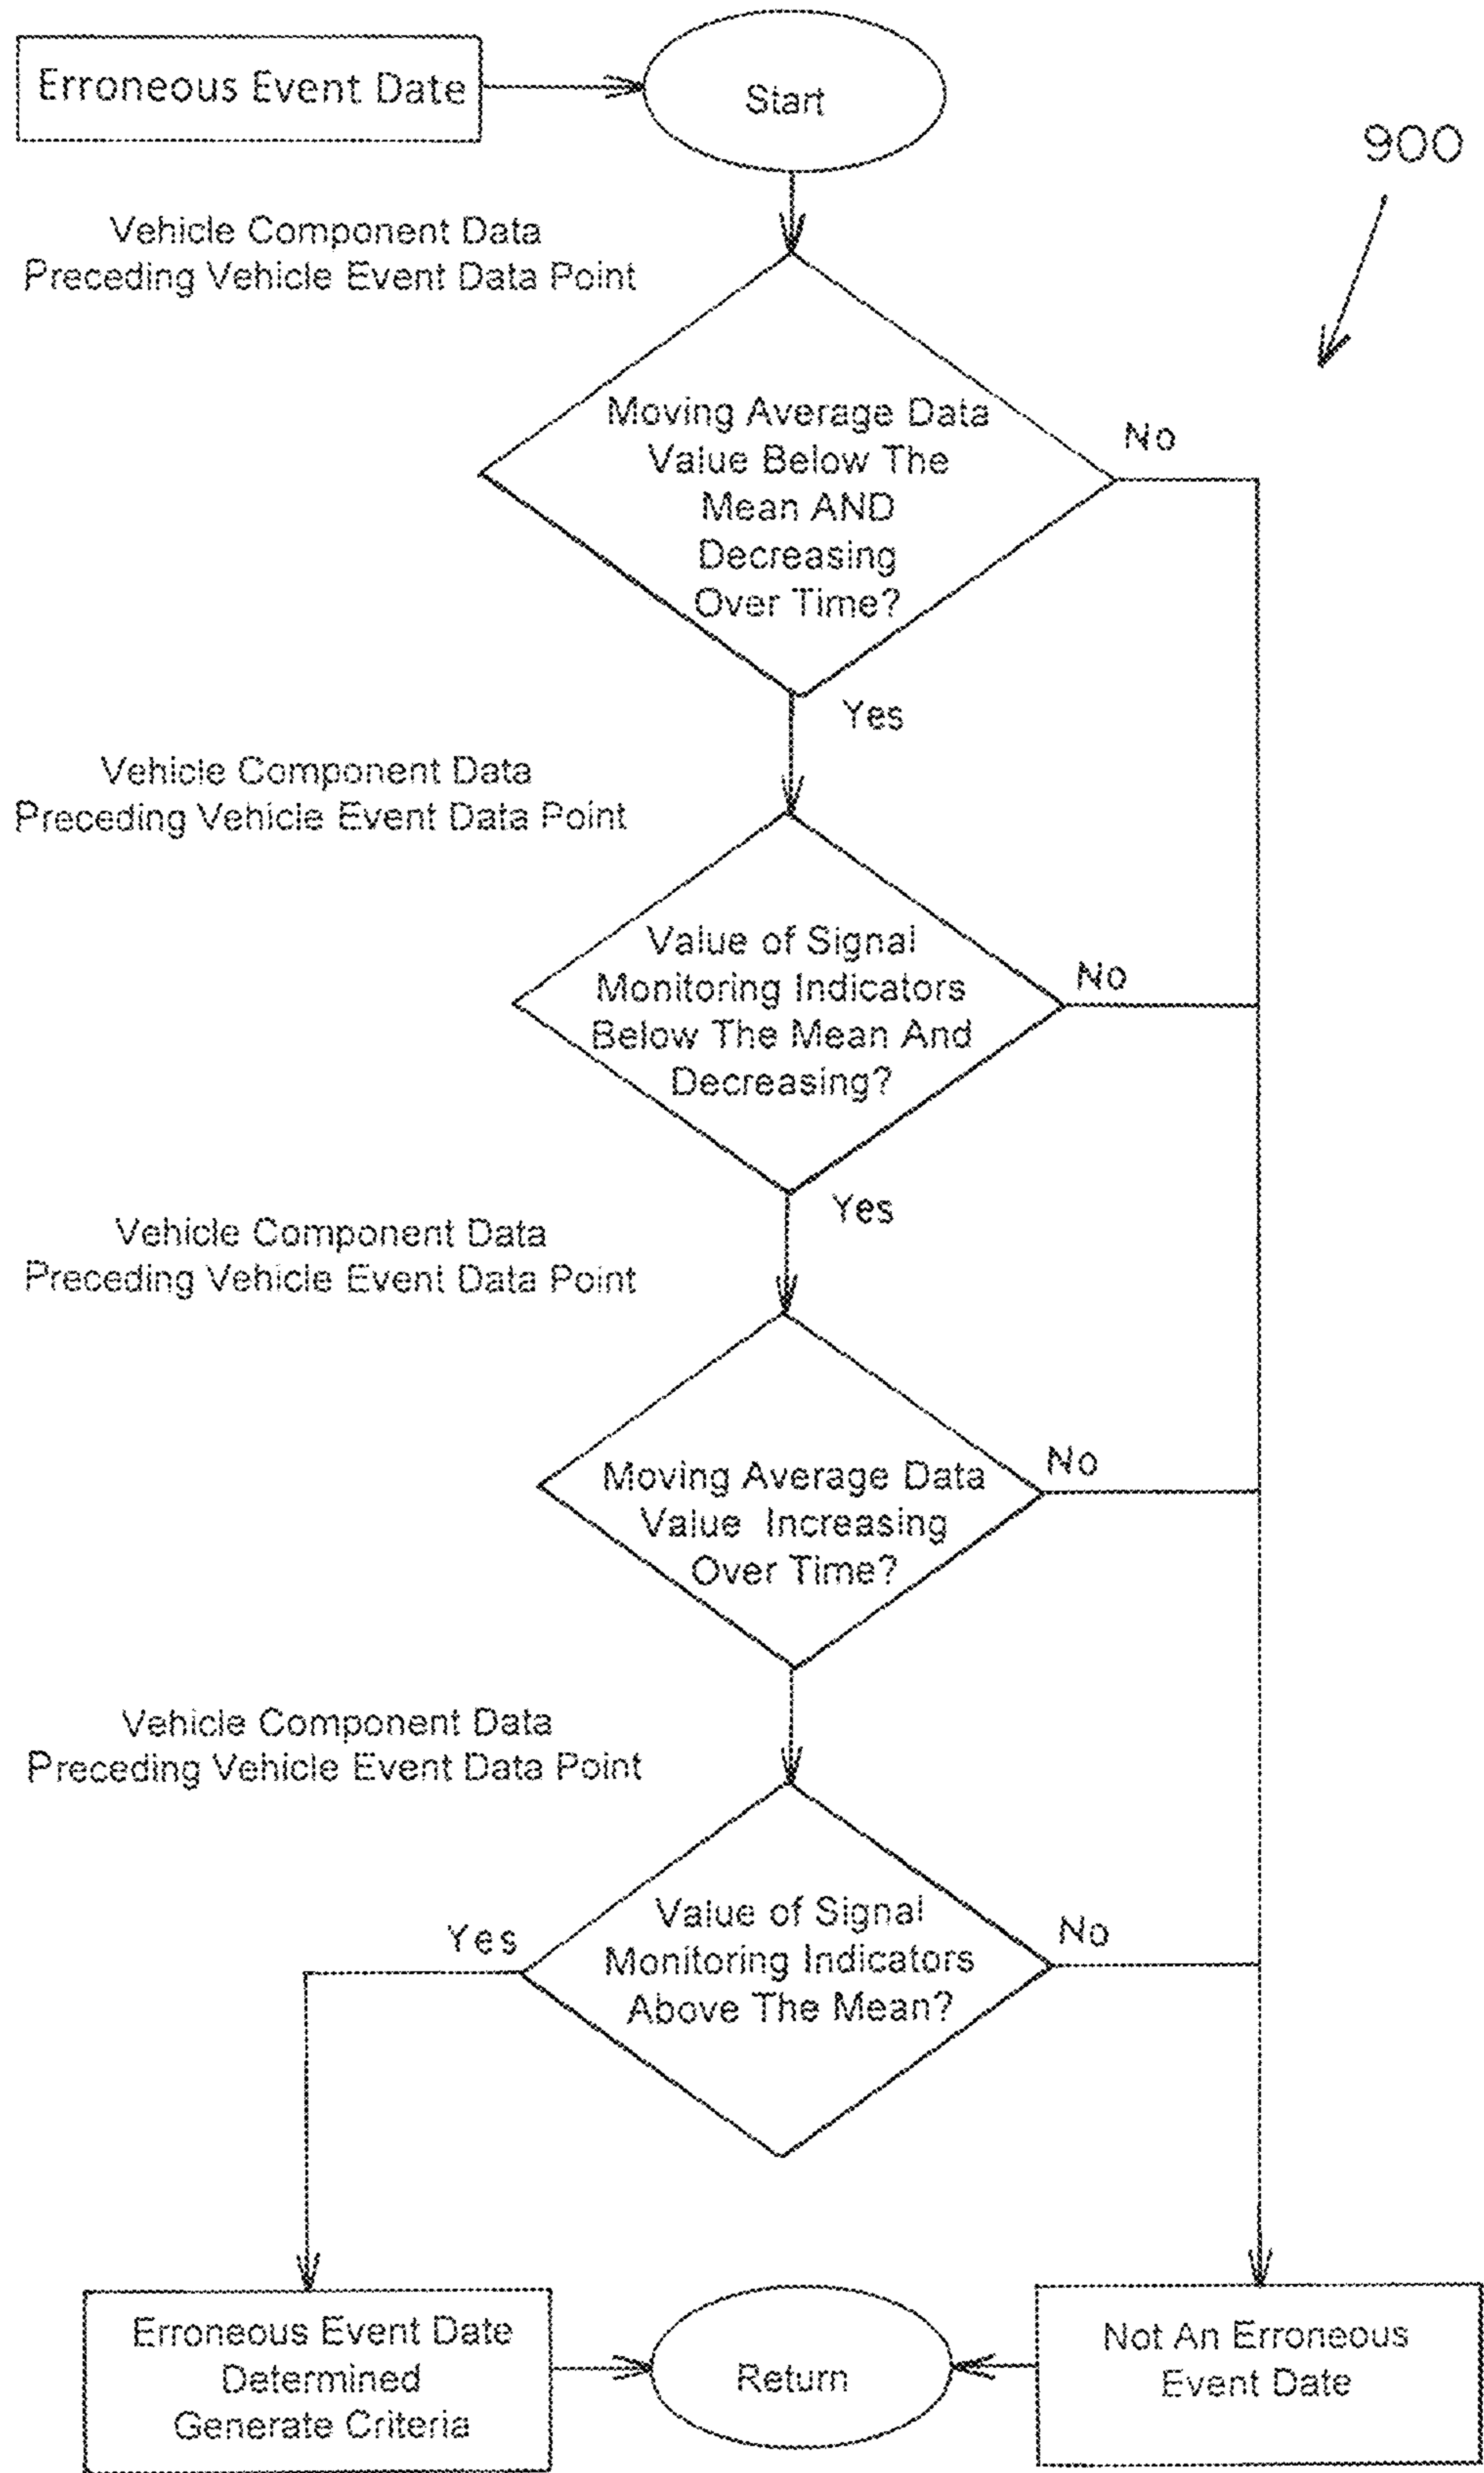 Erroneous Event Date
Start
900
Vehicle Component Data
Preceding Vehicle Event Data Point
Moving Average Data
Value Below The
Mean AND
Decreasing
Over Time?
No
Yes
Vehicle Component Data
Preceding Vehicle Event Data Point
Value of Signal
Monitoring Indicators
Below The Mean And
Decreasing?
No
Yes
Vehicle Component Data
Preceding Vehicle Event Data Point
Moving Average Data
Value Increasing
Over Time?
No
Vehicle Component Data
Preceding Vehicle Event Data Point
Yes
Value of Signal
Monitoring Indicators
Above The Mean?
No
Erroneous Event Date
Determined
Generate Criteria
Return
Not An Erroneous
Event Date